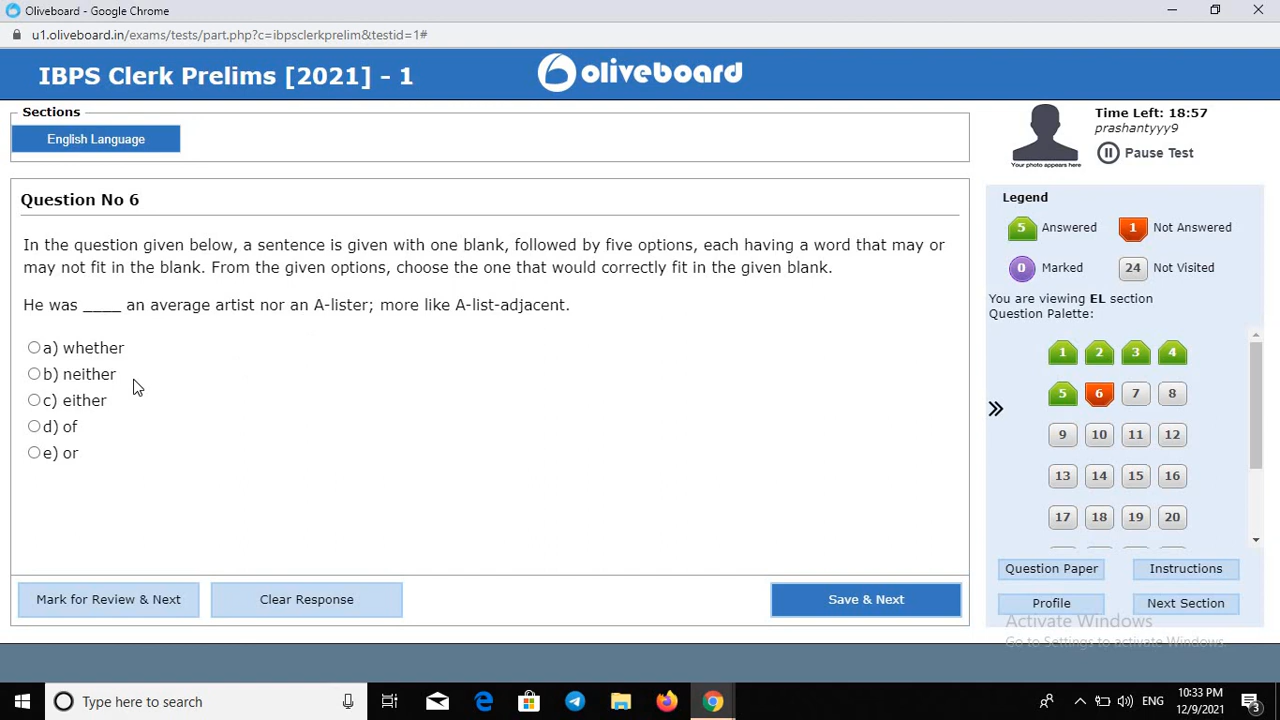 Oliveboard - Google Chrome
u1.oliveboard.in/exams/tests/part.php?c=ibpsclerkprelim&testid=1#
IBPS Clerk Prelims [2021] - 1
oliveboard
Sections
English Language
Time Left: 18:57
prashantyyy9
Pause Test
Your photo appears here
Question No 6
In the question given below, a sentence is given with one blank, followed by five options, each having a word that may or
may not fit in the blank. From the given options, choose the one that would correctly fit in the given blank.
He was ____ an average artist nor an A-lister; more like A-list-adjacent.
a) whether
b) neither
c) either
d) of
e) or
Mark for Review & Next
Clear Response
Save & Next
Legend
5 Answered
1 Not Answered
0 Marked
24 Not Visited
You are viewing EL section
Question Palette:
1 2 3 4
5 6 7 8
9 10 11 12
13 14 15 16
17 18 19 20
Question Paper
Instructions
Profile
Next Section
Activate Windows
Go to Settings to activate Windows.
Type here to search
ENG
10:33 PM
12/9/2021
3